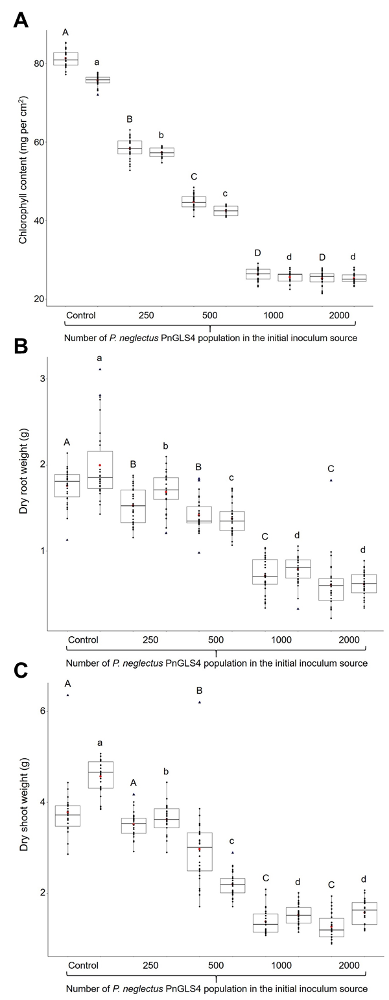 A
A
a
B
b
C
c
D
d
D
d
80
60
40
20
Chlorophyll content (mg per cm2)
Control 250 500 1000 2000
Number of P. neglectus PnGLS4 population in the initial inoculum source
B
a
A
b
B
B
c
C
C
d
d
3
2
1
Dry root weight (g)
Control 250 500 1000 2000
Number of P. neglectus PnGLS4 population in the initial inoculum source
C
A
B
a
A
b
c
C
d
C
d
6
4
2
Dry shoot weight (g)
Control 250 500 1000 2000
Number of P. neglectus PnGLS4 population in the initial inoculum source